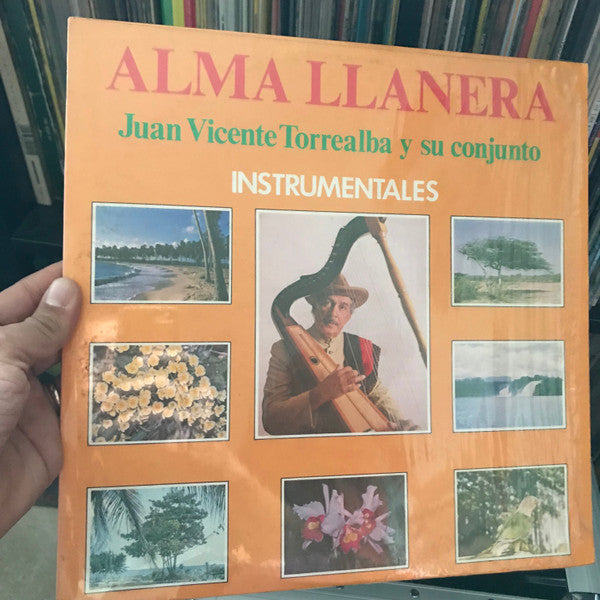 ALMA LLANERA
Juan Vicente Torrealba y su conjunto
INSTRUMENTALES